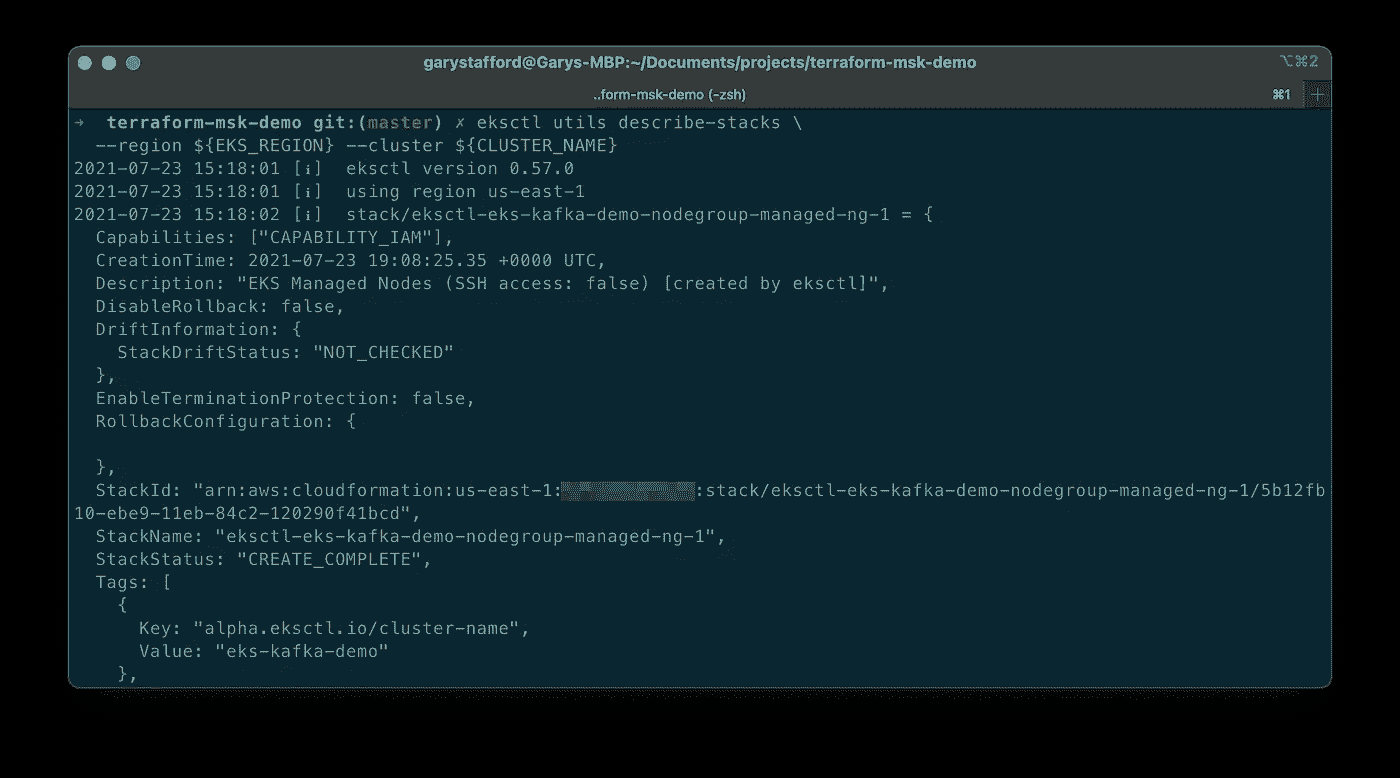 garystafford@Garys-MBP:~/Documents/projects/terraform-msk-demo ⌥⌘2
..form-msk-demo (-zsh) ⌘1 +
→ terraform-msk-demo git:(master) ✗ eksctl utils describe-stacks \
--region ${EKS_REGION} --cluster ${CLUSTER_NAME}
2021-07-23 15:18:01 [ℹ] eksctl version 0.57.0
2021-07-23 15:18:01 [ℹ] using region us-east-1
2021-07-23 15:18:02 [ℹ] stack/eksctl-eks-kafka-demo-nodegroup-managed-ng-1 = {
Capabilities: ["CAPABILITY_IAM"],
CreationTime: 2021-07-23 19:08:25.35 +0000 UTC,
Description: "EKS Managed Nodes (SSH access: false) [created by eksctl]",
DisableRollback: false,
DriftInformation: {
StackDriftStatus: "NOT_CHECKED"
},
EnableTerminationProtection: false,
RollbackConfiguration: {
},
StackId: "arn:aws:cloudformation:us-east-1: :stack/eksctl-eks-kafka-demo-nodegroup-managed-ng-1/5b12fb
10-ebe9-11eb-84c2-120290f41bcd",
StackName: "eksctl-eks-kafka-demo-nodegroup-managed-ng-1",
StackStatus: "CREATE_COMPLETE",
Tags: [
{
Key: "alpha.eksctl.io/cluster-name",
Value: "eks-kafka-demo"
},